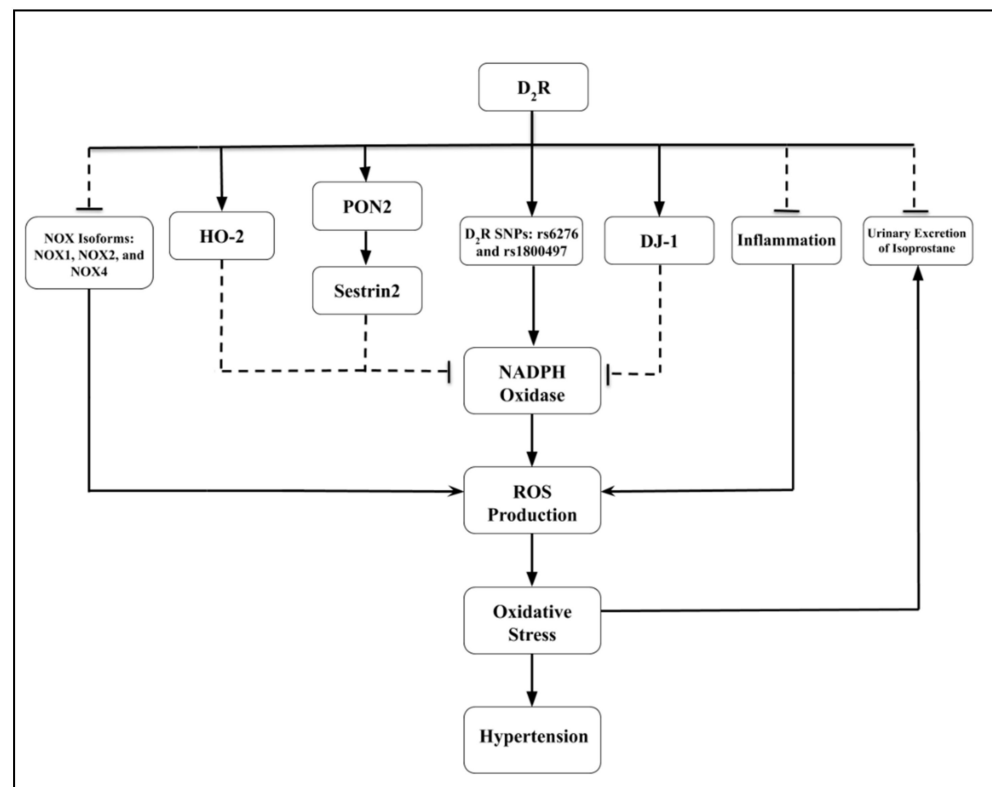 D₂R
NOX Isoforms:
NOX1, NOX2, and
NOX4
HO-2
PON2
Sestrin2
D₂R SNPs: rs6276
and rs1800497
DJ-1
Inflammation
Urinary Excretion
of Isoprostane
NADPH
Oxidase
ROS
Production
Oxidative
Stress
Hypertension